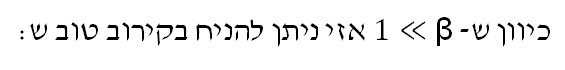 כיוון ש- β ≫ 1 אזי ניתן להניח בקירוב טוב ש: